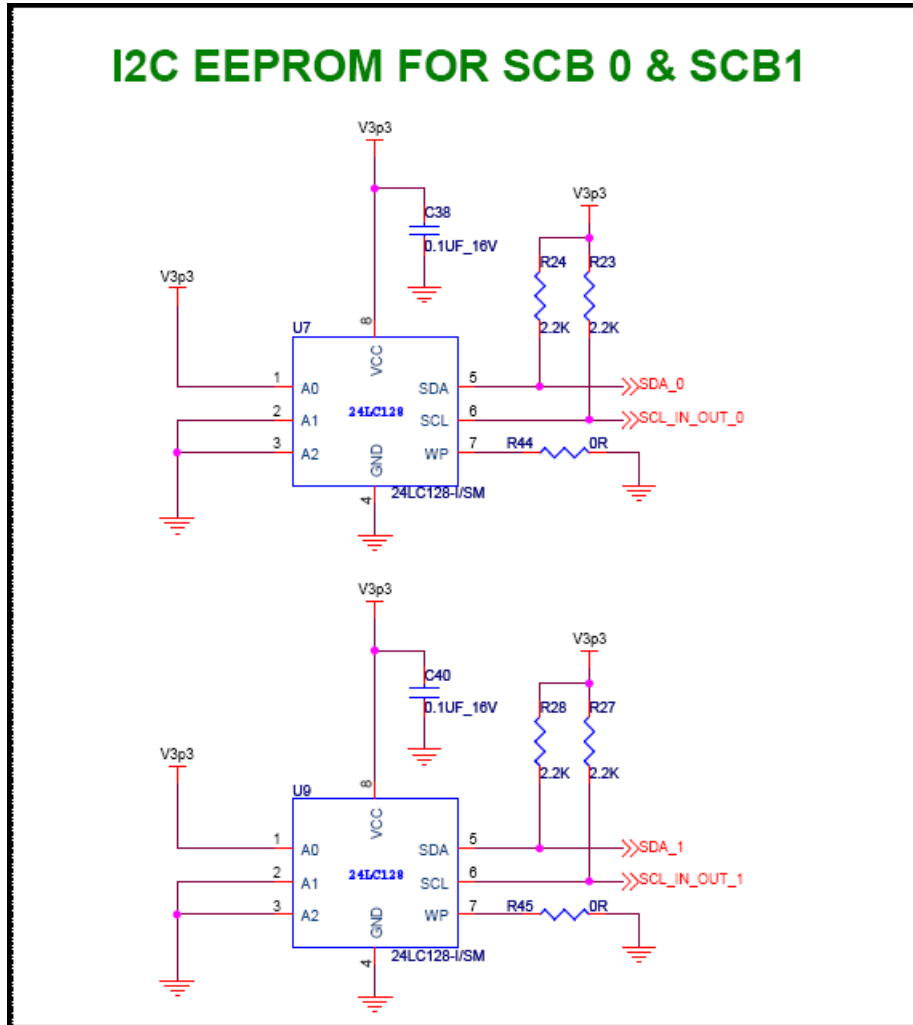 I2C EEPROM FOR SCB 0 & SCB1
V3p3
C38
0.1UF_16V
V3p3
R24
R23
2.2K
2.2K
V3p3
U7
8
VCC
1
A0
SDA
5
SDA_0
2
A1
24LC128
SCL
6
SCL_IN_OUT_0
3
A2
GND
WP
7
R44
0R
4
24LC128-I/SM
V3p3
C40
0.1UF_16V
V3p3
R28
R27
2.2K
2.2K
V3p3
U9
8
VCC
1
A0
SDA
5
SDA_1
2
A1
24LC128
SCL
6
SCL_IN_OUT_1
3
A2
GND
WP
7
R45
0R
4
24LC128-I/SM